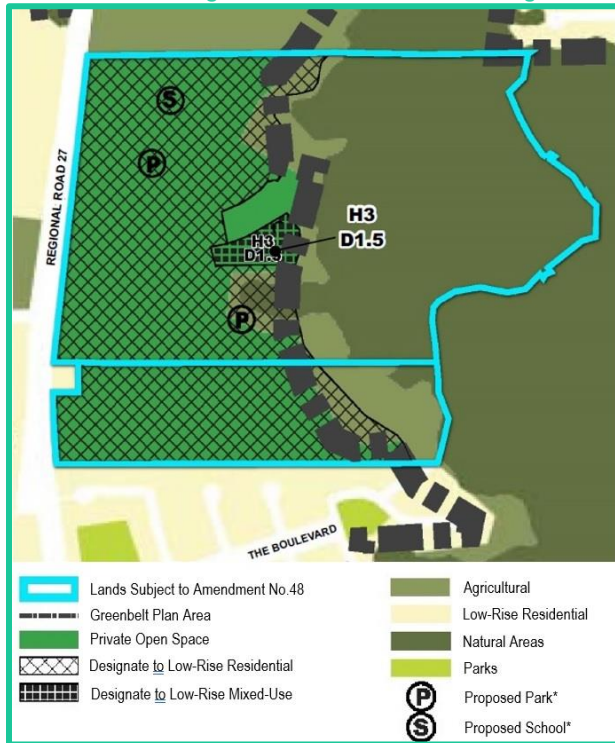 REGIONAL ROAD 27
S
P
H3
D1.5
H3
D1.5
P
THE BOULEVARD
Lands Subject to Amendment No.48
Greenbelt Plan Area
Private Open Space
Designate to Low-Rise Residential
Designate to Low-Rise Mixed-Use
Agricultural
Low-Rise Residential
Natural Areas
Parks
P Proposed Park*
S Proposed School*